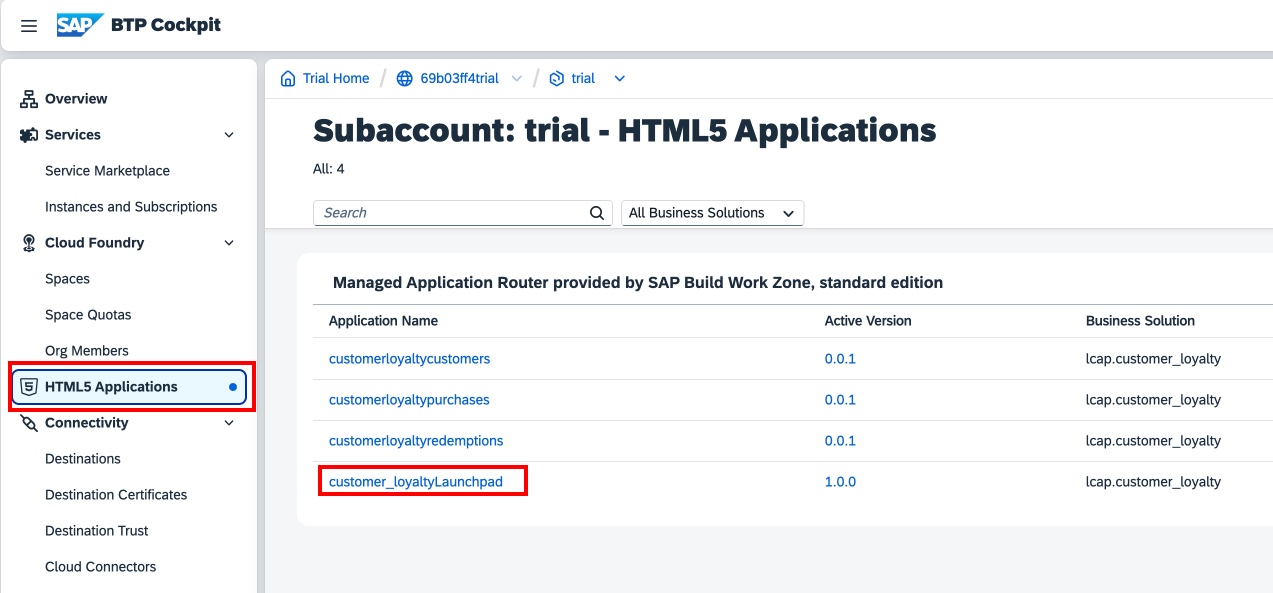 SAP BTP Cockpit
Trial Home / 69b03ff4trial / trial
Overview
Services
Service Marketplace
Instances and Subscriptions
Cloud Foundry
Spaces
Space Quotas
Org Members
HTML5 Applications
Connectivity
Destinations
Destination Certificates
Destination Trust
Cloud Connectors
Subaccount: trial - HTML5 Applications
All: 4
Search All Business Solutions
Managed Application Router provided by SAP Build Work Zone, standard edition
Application Name Active Version Business Solution
customerloyaltycustomers 0.0.1 lcap.customer_loyalty
customerloyaltypurchases 0.0.1 lcap.customer_loyalty
customerloyaltyredemptions 0.0.1 lcap.customer_loyalty
customer_loyaltyLaunchpad 1.0.0 lcap.customer_loyalty